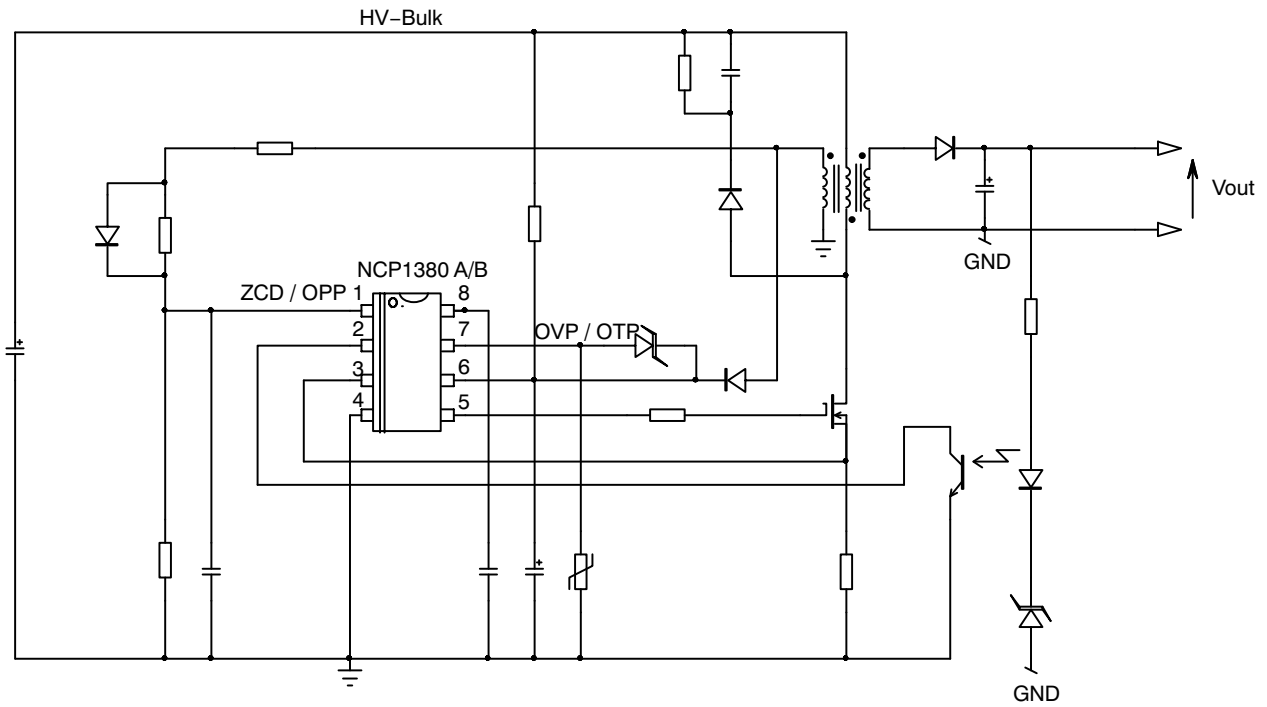 HV−Bulk
Vout
GND
NCP1380 A/B
ZCD / OPP 1
8
2
7
OVP / OTP
3
6
4
5
GND